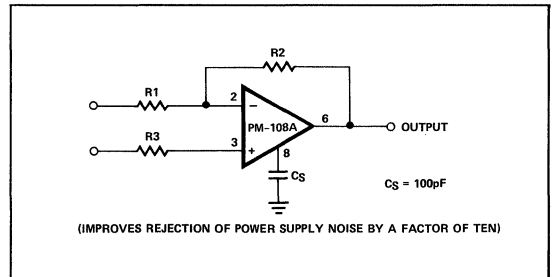 R2
R1
2
−
PM-108A
6
OUTPUT
R3
3
+
8
CS
CS = 100pF
(IMPROVES REJECTION OF POWER SUPPLY NOISE BY A FACTOR OF TEN)